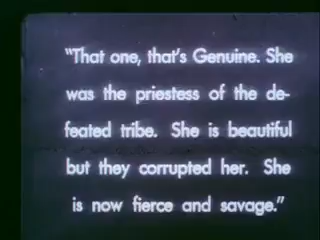 "That one, that's Genuine. She
was the priestess of the de-
feated tribe. She is beautiful
but they corrupted her. She
is now fierce and savage."